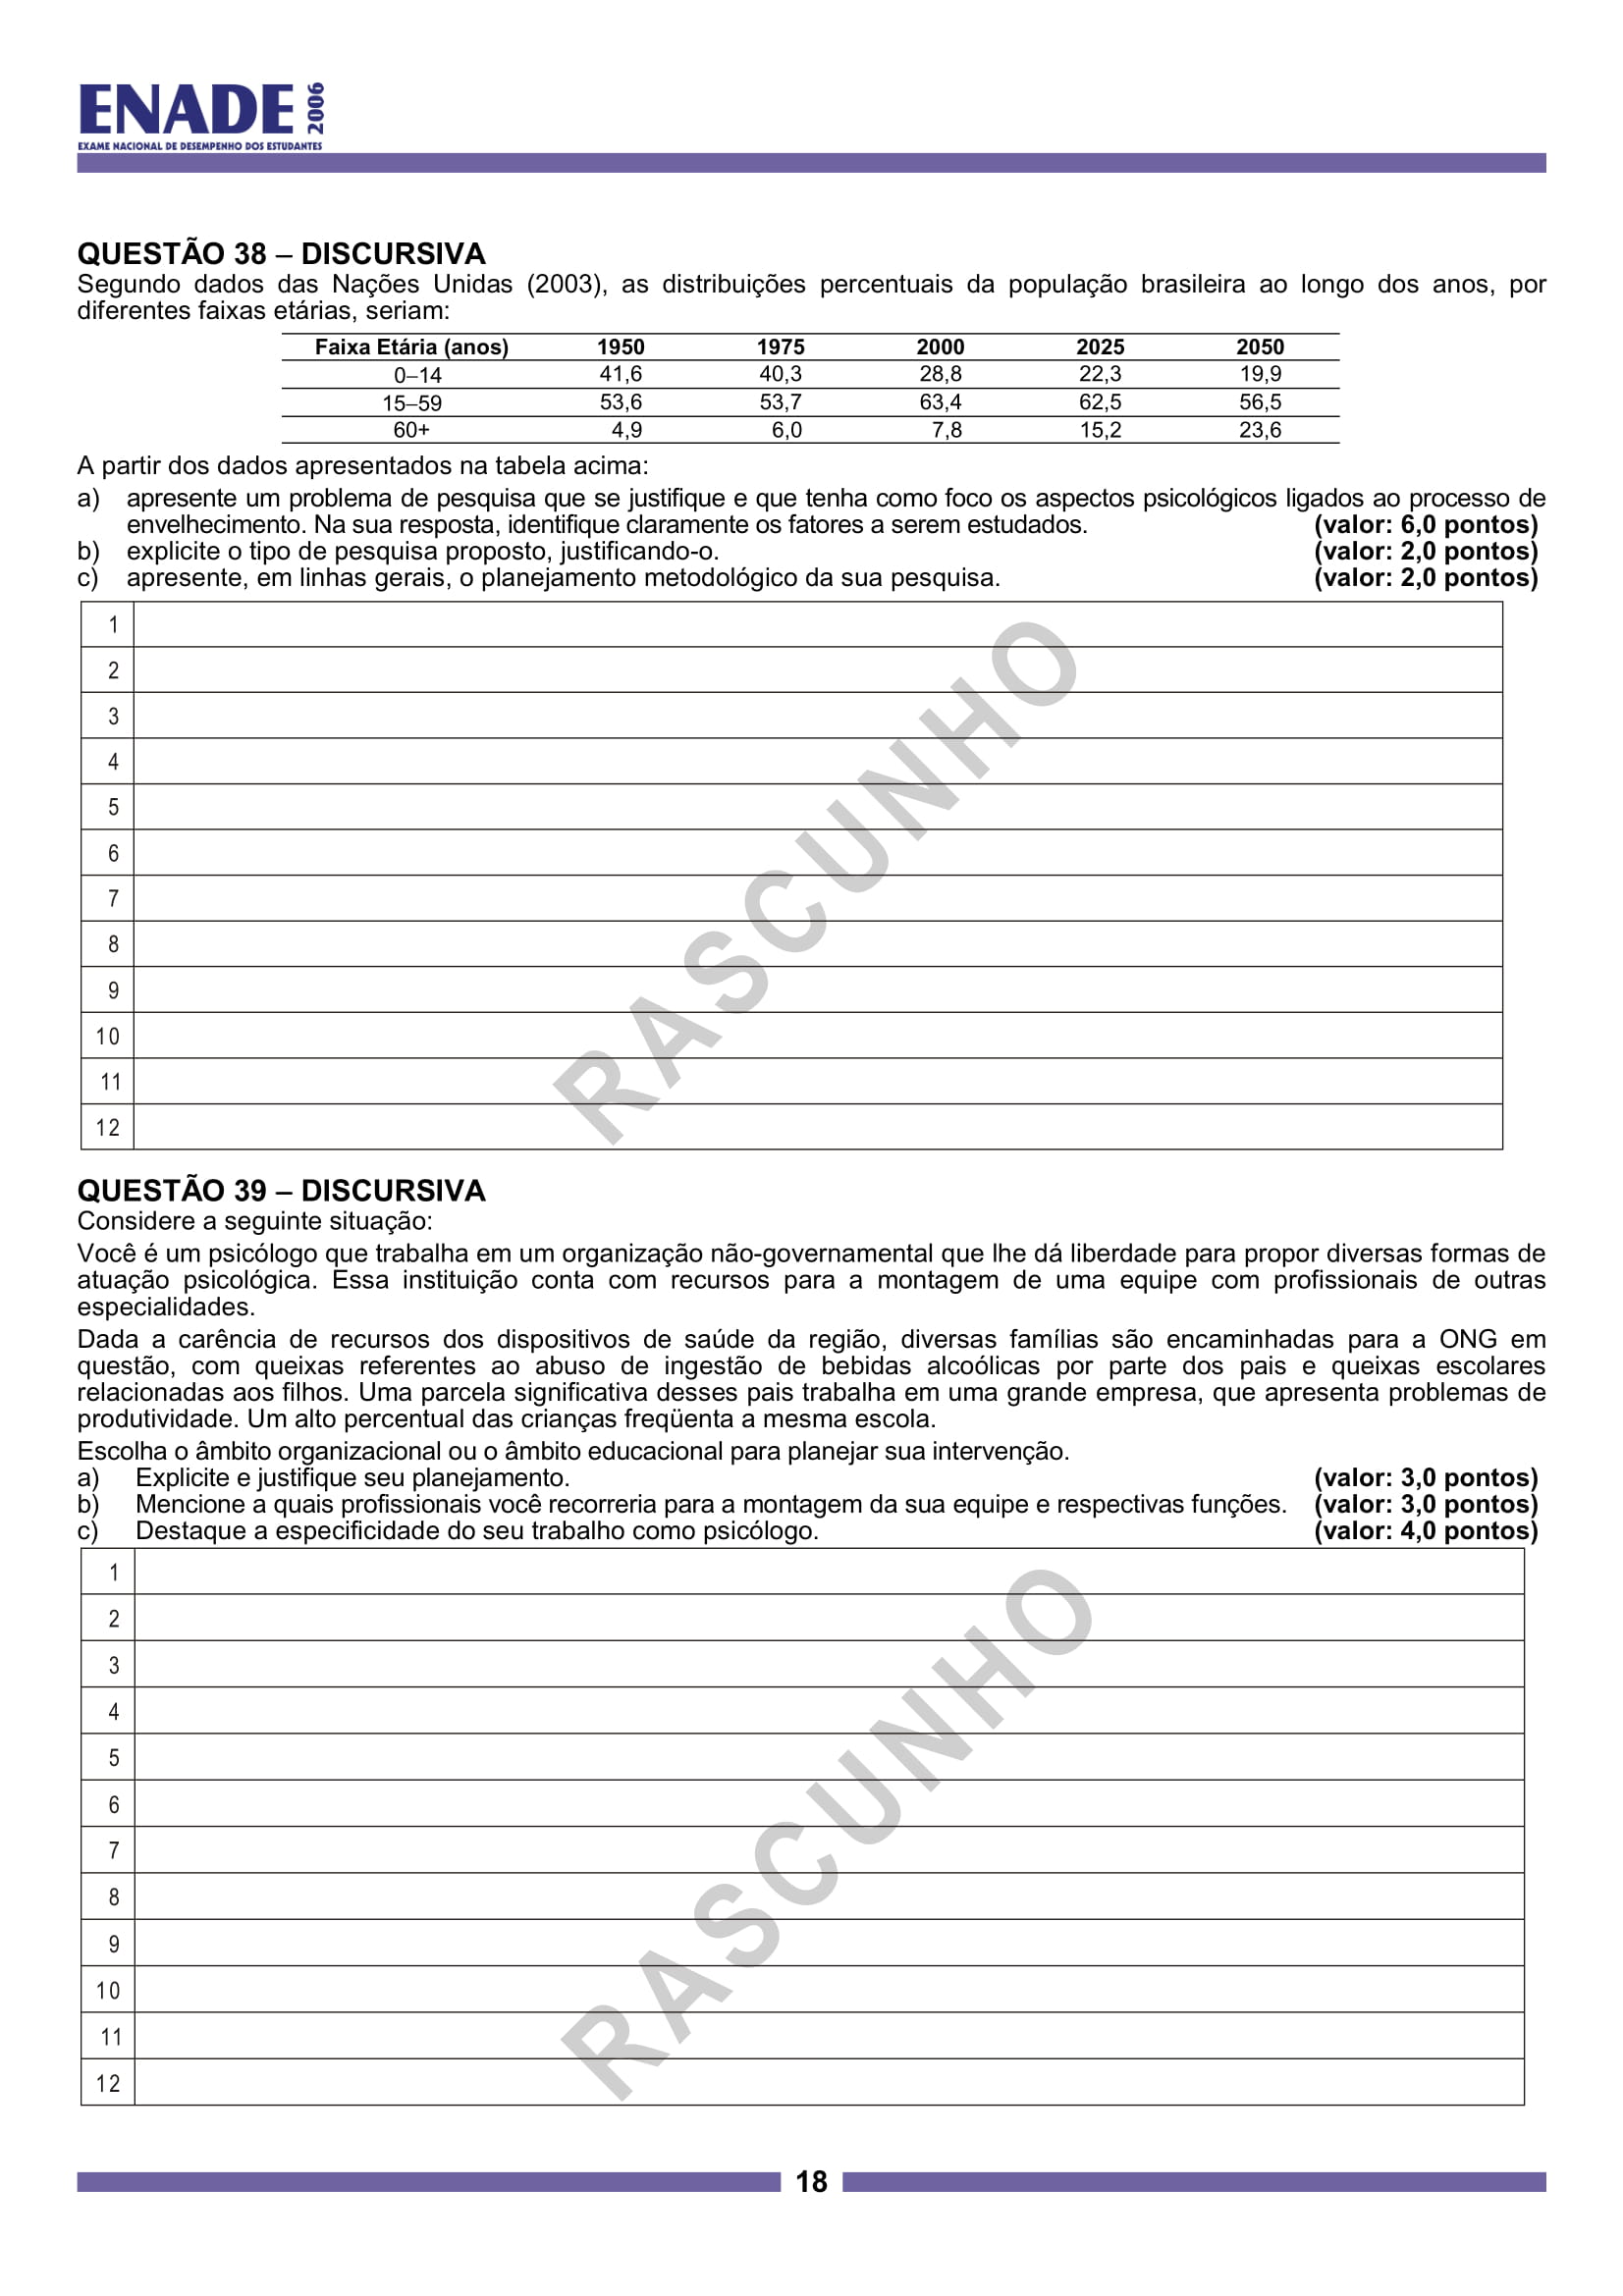 ENADE 2006
EXAME NACIONAL DE DESEMPENHO DOS ESTUDANTES
QUESTÃO 38 – DISCURSIVA
Segundo dados das Nações Unidas (2003), as distribuições percentuais da população brasileira ao longo dos anos, por
diferentes faixas etárias, seriam:
Faixa Etária (anos) 1950 1975 2000 2025 2050
0–14 41,6 40,3 28,8 22,3 19,9
15–59 53,6 53,7 63,4 62,5 56,5
60+ 4,9 6,0 7,8 15,2 23,6
A partir dos dados apresentados na tabela acima:
a) apresente um problema de pesquisa que se justifique e que tenha como foco os aspectos psicológicos ligados ao processo de
envelhecimento. Na sua resposta, identifique claramente os fatores a serem estudados. (valor: 6,0 pontos)
b) explicite o tipo de pesquisa proposto, justificando-o. (valor: 2,0 pontos)
c) apresente, em linhas gerais, o planejamento metodológico da sua pesquisa. (valor: 2,0 pontos)
1
2
3
4
5
6
7
8
9
10
11
12
RASCUNHO
QUESTÃO 39 – DISCURSIVA
Considere a seguinte situação:
Você é um psicólogo que trabalha em um organização não-governamental que lhe dá liberdade para propor diversas formas de
atuação psicológica. Essa instituição conta com recursos para a montagem de uma equipe com profissionais de outras
especialidades.
Dada a carência de recursos dos dispositivos de saúde da região, diversas famílias são encaminhadas para a ONG em
questão, com queixas referentes ao abuso de ingestão de bebidas alcoólicas por parte dos pais e queixas escolares
relacionadas aos filhos. Uma parcela significativa desses pais trabalha em uma grande empresa, que apresenta problemas de
produtividade. Um alto percentual das crianças freqüenta a mesma escola.
Escolha o âmbito organizacional ou o âmbito educacional para planejar sua intervenção.
a) Explicite e justifique seu planejamento. (valor: 3,0 pontos)
b) Mencione a quais profissionais você recorreria para a montagem da sua equipe e respectivas funções. (valor: 3,0 pontos)
c) Destaque a especificidade do seu trabalho como psicólogo. (valor: 4,0 pontos)
1
2
3
4
5
6
7
8
9
10
11
12
RASCUNHO
18